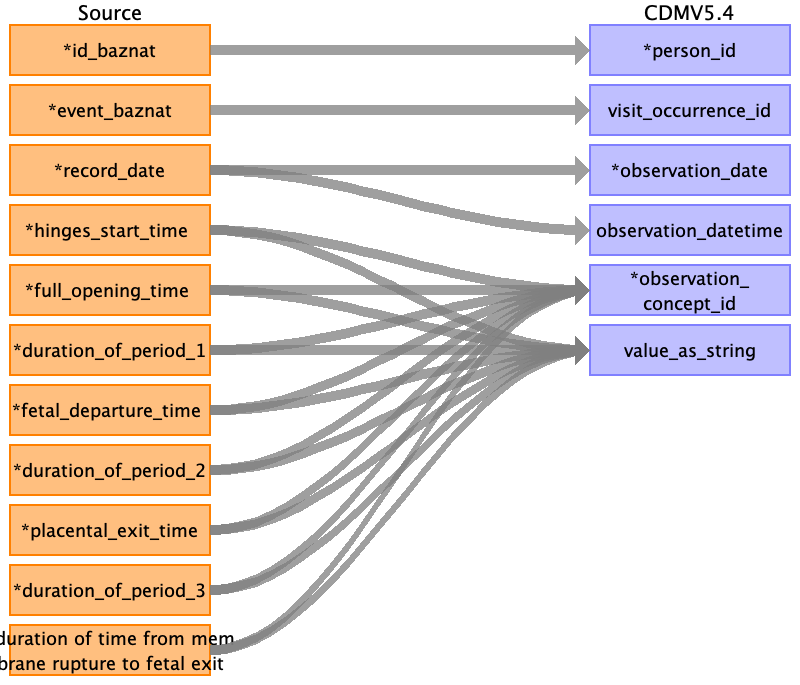 Source
CDMV5.4
*id_baznat
*person_id
*event_baznat
visit_occurrence_id
*record_date
*observation_date
*hinges_start_time
observation_datetime
*full_opening_time
*observation_
concept_id
*duration_of_period_1
value_as_string
*fetal_departure_time
*duration_of_period_2
*placental_exit_time
*duration_of_period_3
duration of time from mem
brane rupture to fetal exit